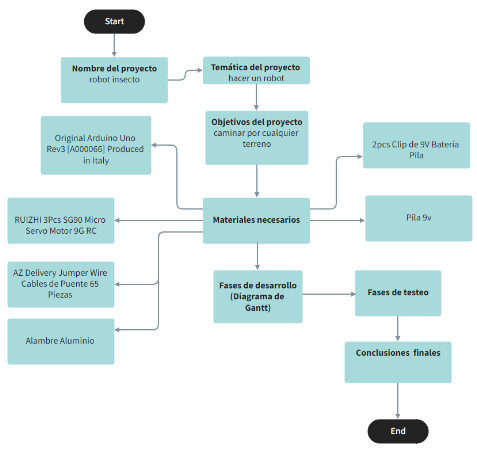 Start
Nombre del proyecto
robot insecto
Temática del proyecto
hacer un robot
Objetivos del proyecto
caminar por cualquier
terreno
Original Arduino Uno
Rev3 [A000066] Produced
in Italy
2pcs Clip de 9V Bateria
Pila
RUIZHI 3Pcs SG90 Micro
Servo Motor 9G RC
Materiales necesarios
Pila 9v
AZ Delivery Jumper Wire
Cables de Puente 65
Piezas
Fases de desarrollo
(Diagrama de
Gantt)
Fases de testeo
Alambre Aluminio
Conclusiones finales
End